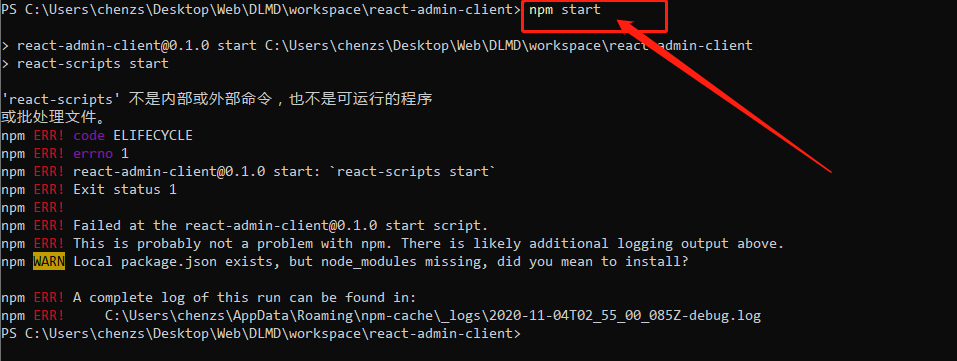 PS C:\Users\chenzs\Desktop\Web\DLMD\workspace\react-admin-client> npm start
> react-admin-client@0.1.0 start C:\Users\chenzs\Desktop\Web\DLMD\workspace\react-admin-client
> react-scripts start
'react-scripts' 不是内部或外部命令，也不是可运行的程序
或批处理文件。
npm ERR! code ELIFECYCLE
npm ERR! errno 1
npm ERR! react-admin-client@0.1.0 start: `react-scripts start`
npm ERR! Exit status 1
npm ERR!
npm ERR! Failed at the react-admin-client@0.1.0 start script.
npm ERR! This is probably not a problem with npm. There is likely additional logging output above.
npm WARN Local package.json exists, but node_modules missing, did you mean to install?
npm ERR! A complete log of this run can be found in:
npm ERR!     C:\Users\chenzs\AppData\Roaming\npm-cache\_logs\2020-11-04T02_55_00_085Z-debug.log
PS C:\Users\chenzs\Desktop\Web\DLMD\workspace\react-admin-client>